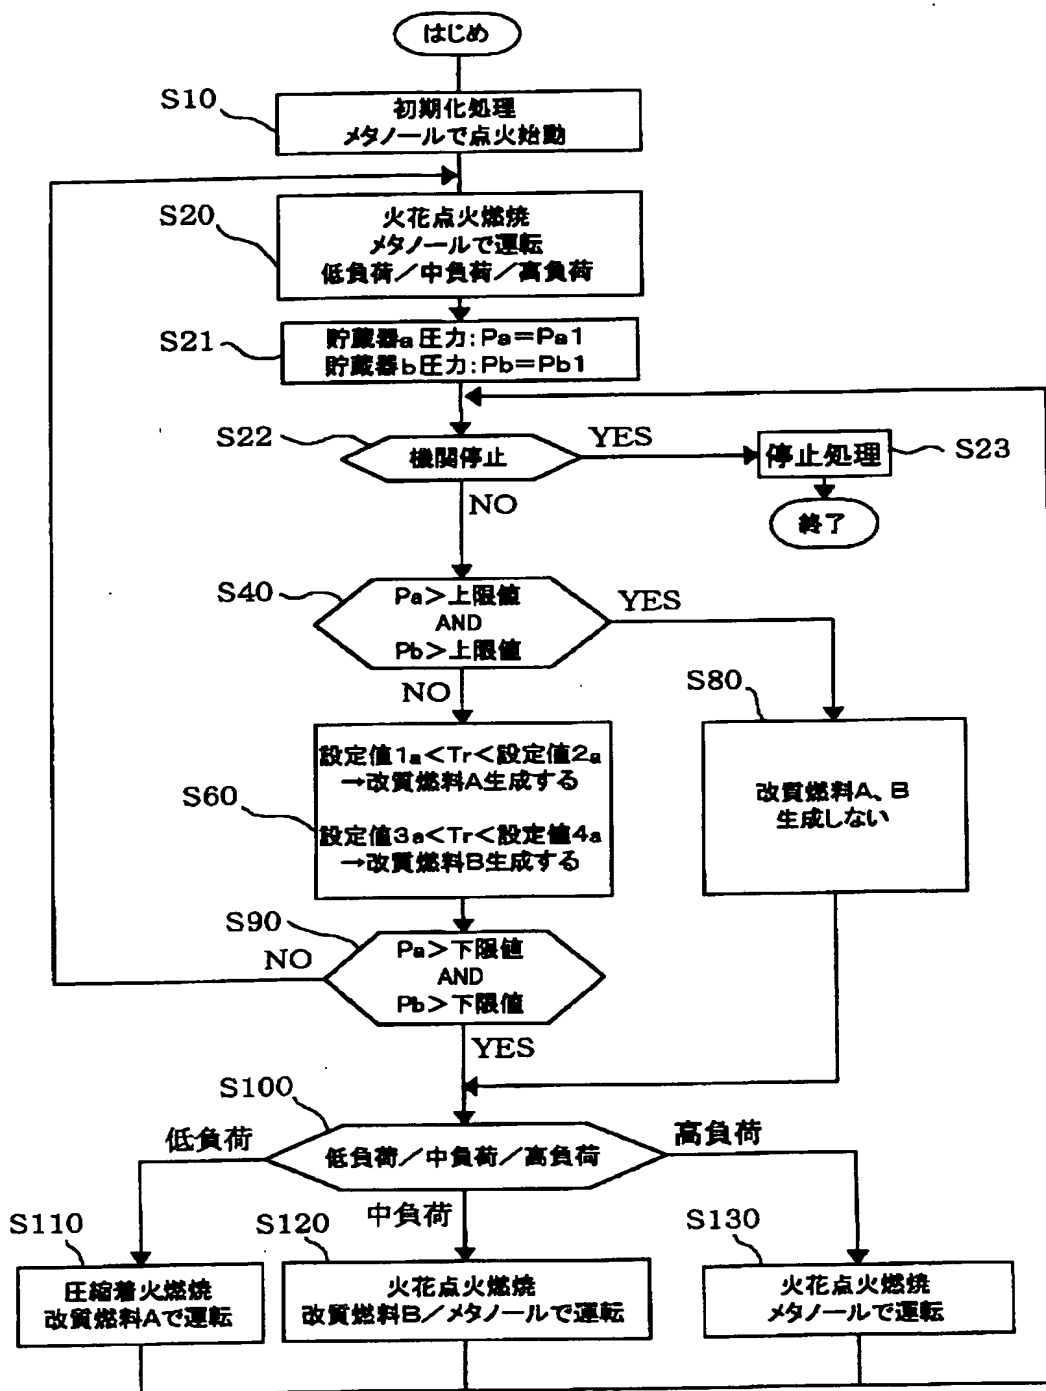 はじめ
S10
初期化処理
メタノールで点火始動
S20
火花点火燃焼
メタノールで運転
低負荷／中負荷／高負荷
S21
貯蔵器a圧力:Pa=Pa1
貯蔵器b圧力:Pb=Pb1
S22
機関停止
YES
停止処理
S23
NO
終了
S40
Pa>上限値
AND
Pb>上限値
YES
NO
S80
設定値1a<Tr<設定値2a
→改質燃料A生成する
S60
設定値3a<Tr<設定値4a
→改質燃料B生成する
改質燃料A、B
生成しない
S90
NO
Pa>下限値
AND
Pb>下限値
YES
S100
低負荷
低負荷／中負荷／高負荷
高負荷
中負荷
S110
圧縮着火燃焼
改質燃料Aで運転
S120
火花点火燃焼
改質燃料B／メタノールで運転
S130
火花点火燃焼
メタノールで運転